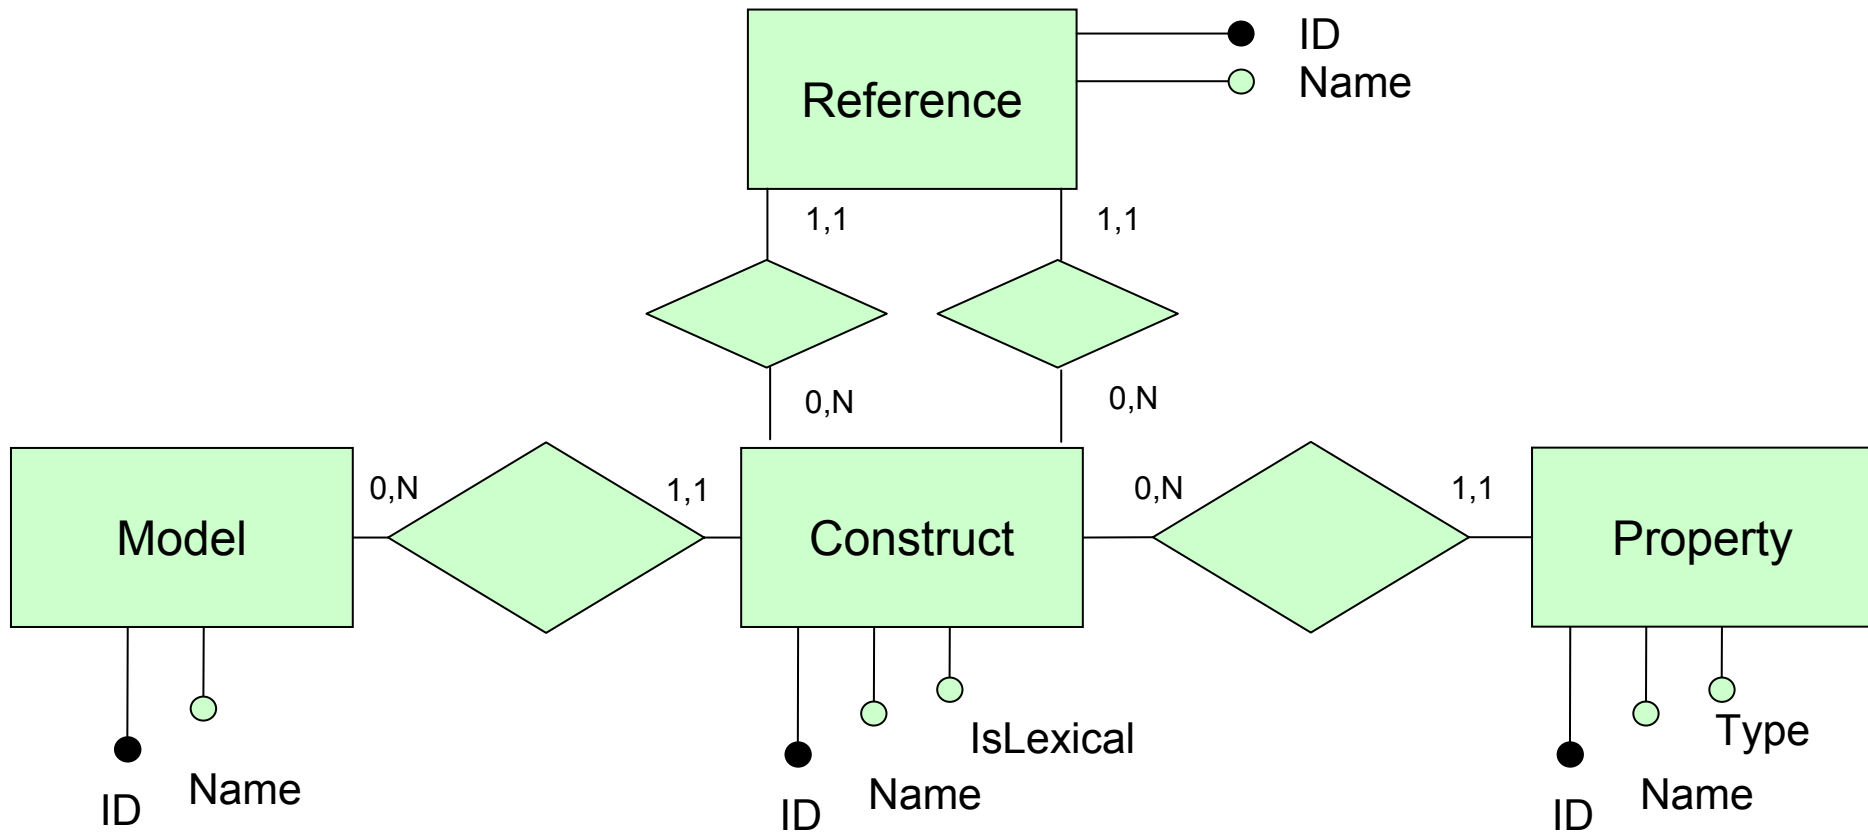 ID
Name
Reference
1,1
1,1
0,N
0,N
0,N
1,1
0,N
1,1
Model
Construct
Property
IsLexical
Type
Name
Name
Name
ID
ID
ID